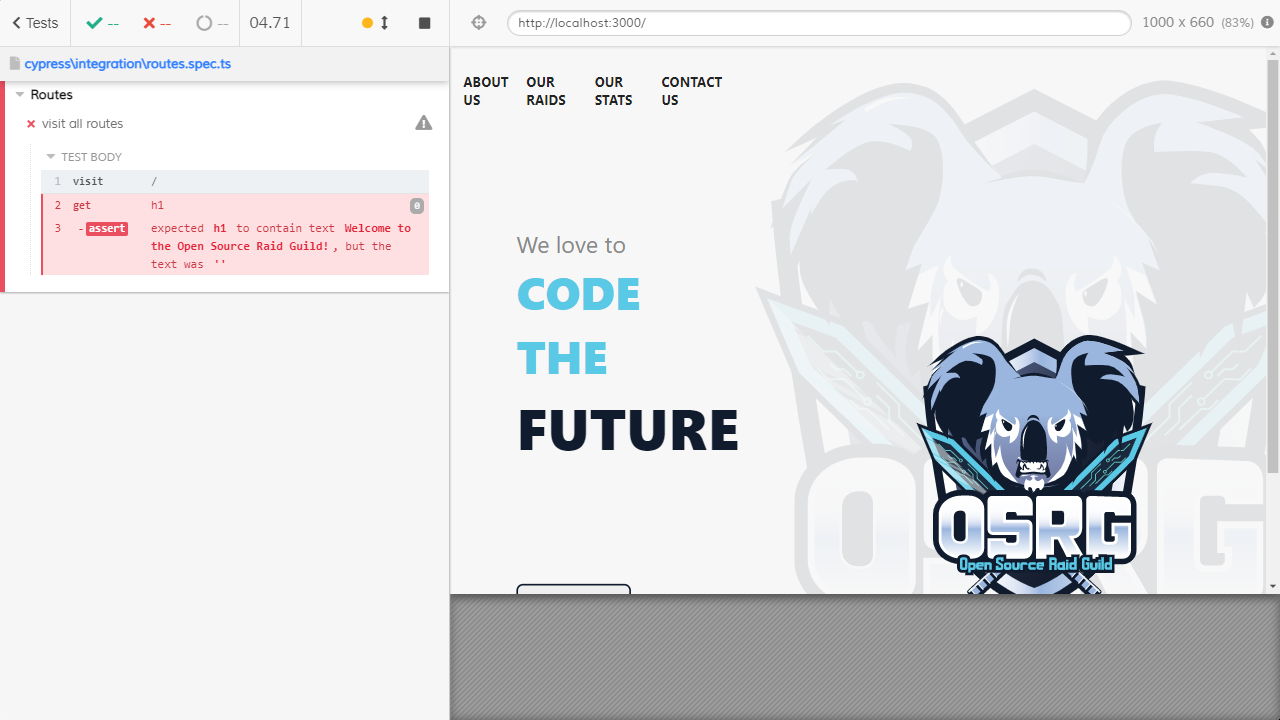 Tests
--
--
--
04.71
http://localhost:3000/
1000 x 660 (83%)
cypress\integration\routes.spec.ts
Routes
visit all routes
TEST BODY
1 visit /
2 get h1 0
3 -assert expected h1 to contain text Welcome to
the Open Source Raid Guild!, but the
text was ''
ABOUT
US
OUR
RAIDS
OUR
STATS
CONTACT
US
We love to
CODE
THE
FUTURE
OSRG
OSRG
Open Source Raid Guild